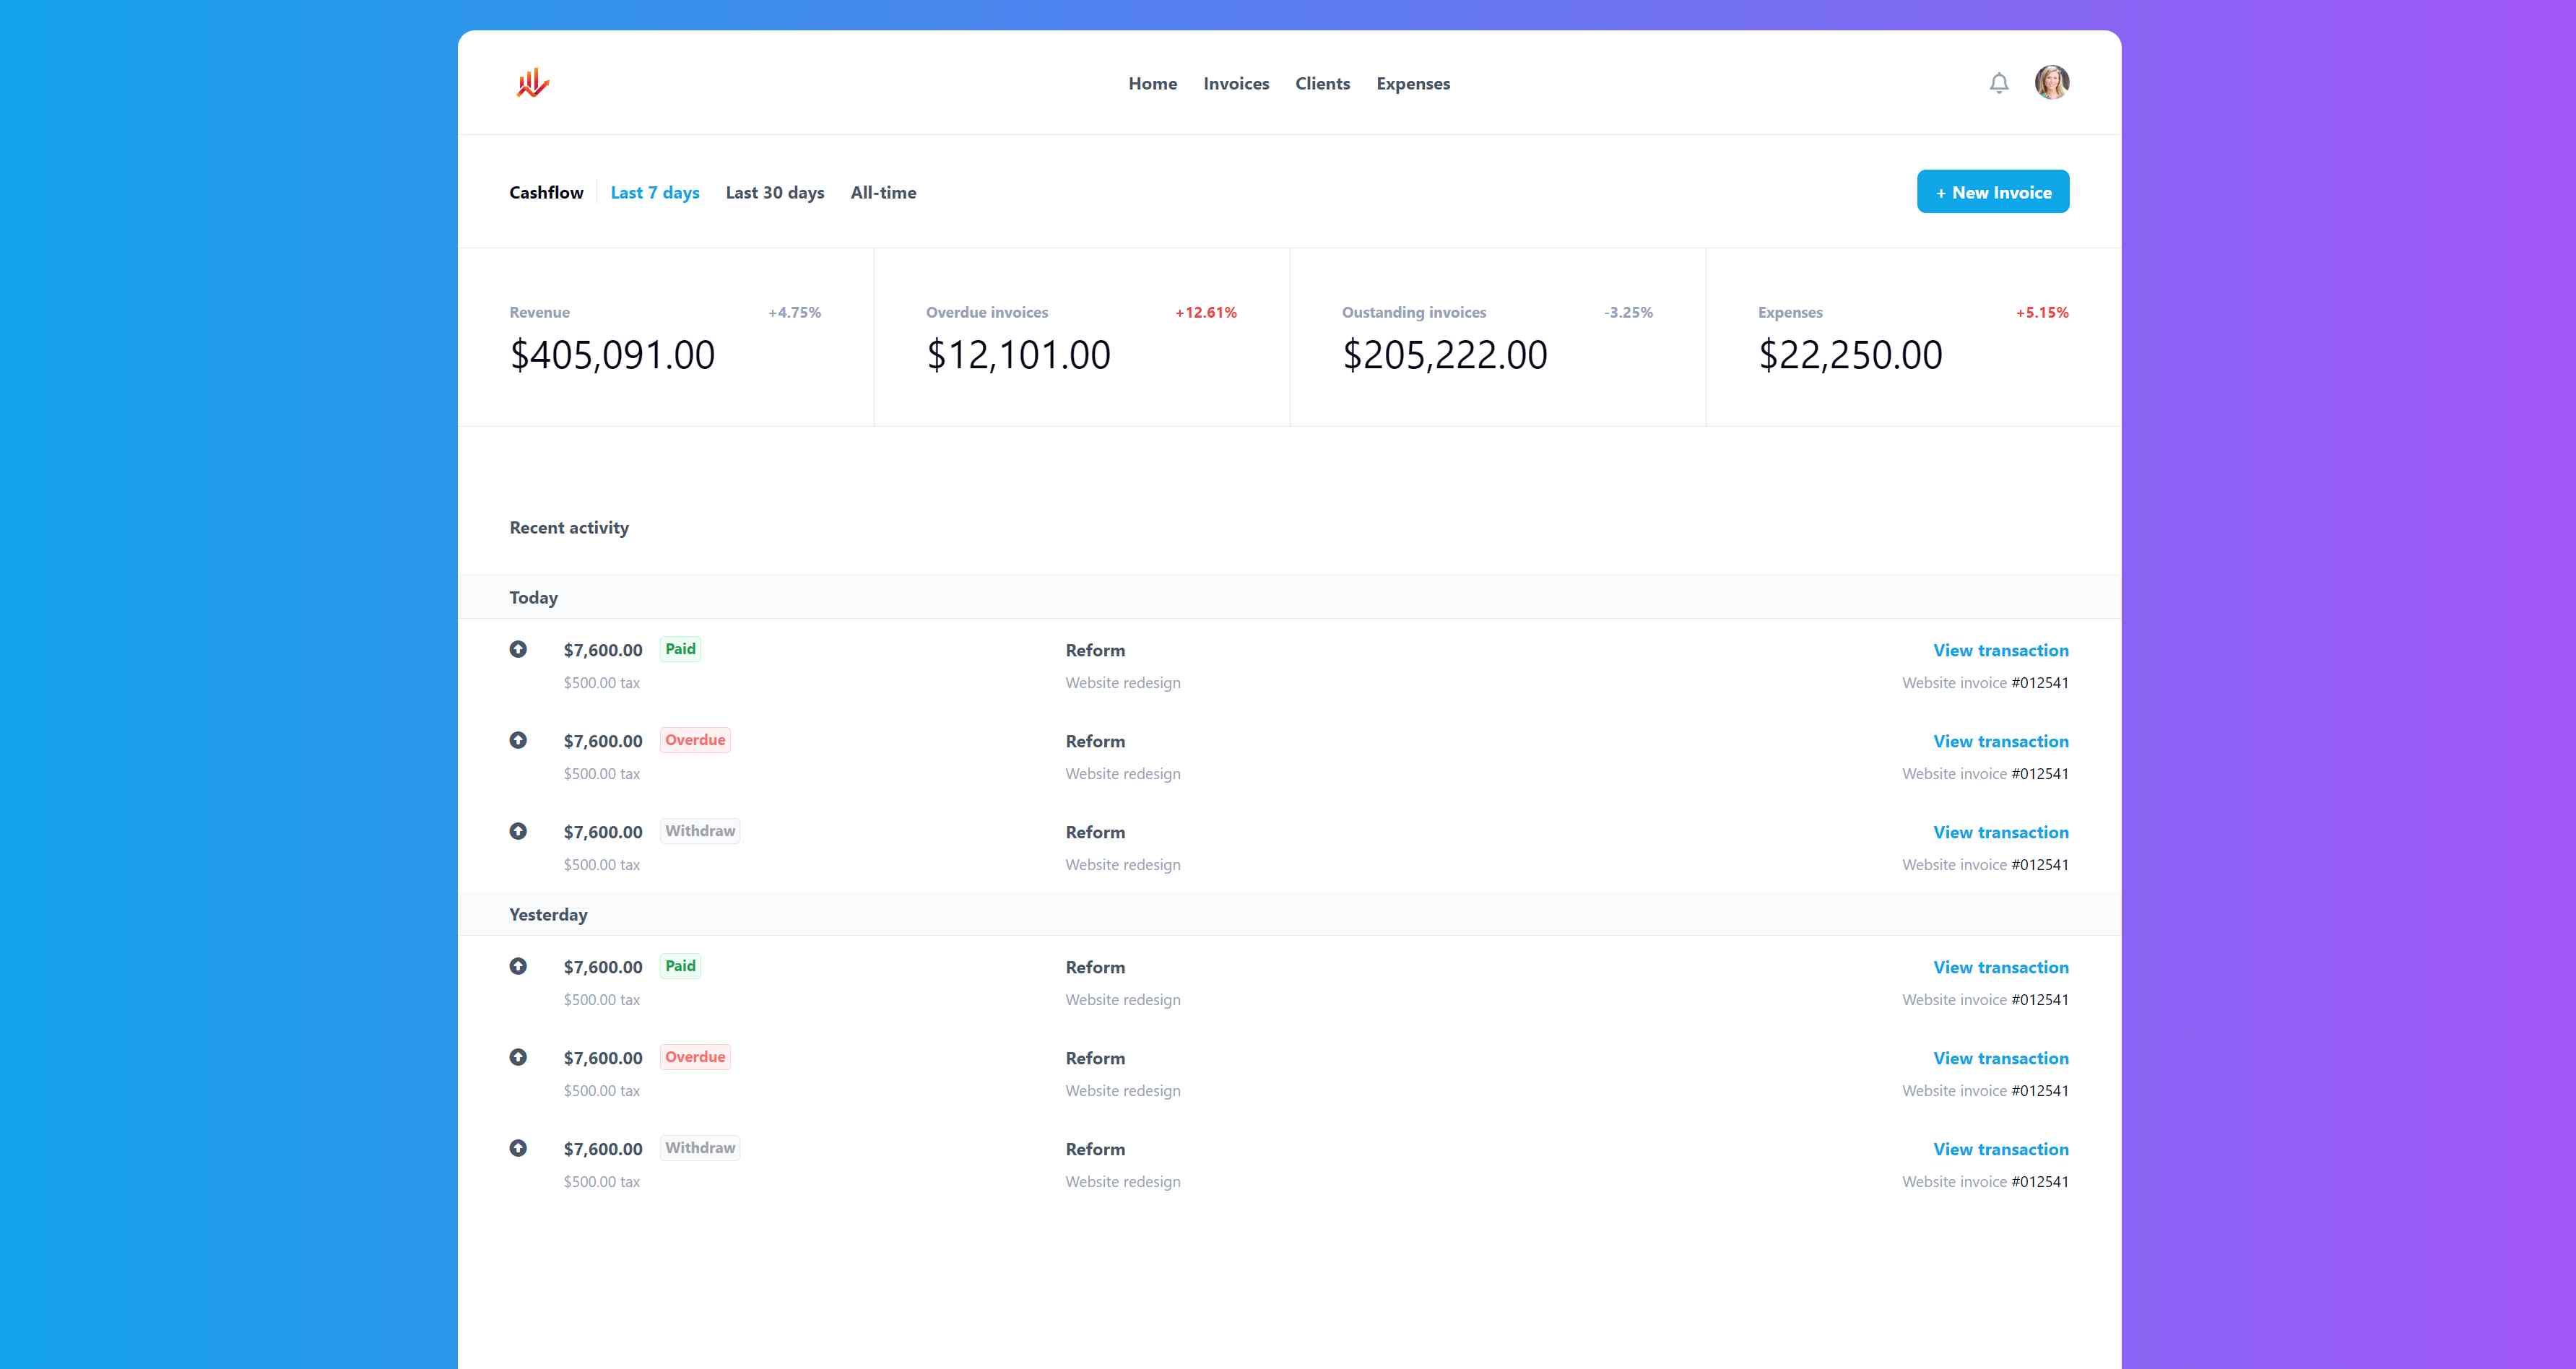 Home Invoices Clients Expenses
Cashflow Last 7 days Last 30 days All-time + New Invoice
Revenue +4.75% Overdue invoices +12.61% Oustanding invoices -3.25% Expenses +5.15%
$405,091.00 $12,101.00 $205,222.00 $22,250.00
Recent activity
Today
$7,600.00 Paid Reform View transaction
$500.00 tax Website redesign Website invoice #012541
$7,600.00 Overdue Reform View transaction
$500.00 tax Website redesign Website invoice #012541
$7,600.00 Withdraw Reform View transaction
$500.00 tax Website redesign Website invoice #012541
Yesterday
$7,600.00 Paid Reform View transaction
$500.00 tax Website redesign Website invoice #012541
$7,600.00 Overdue Reform View transaction
$500.00 tax Website redesign Website invoice #012541
$7,600.00 Withdraw Reform View transaction
$500.00 tax Website redesign Website invoice #012541